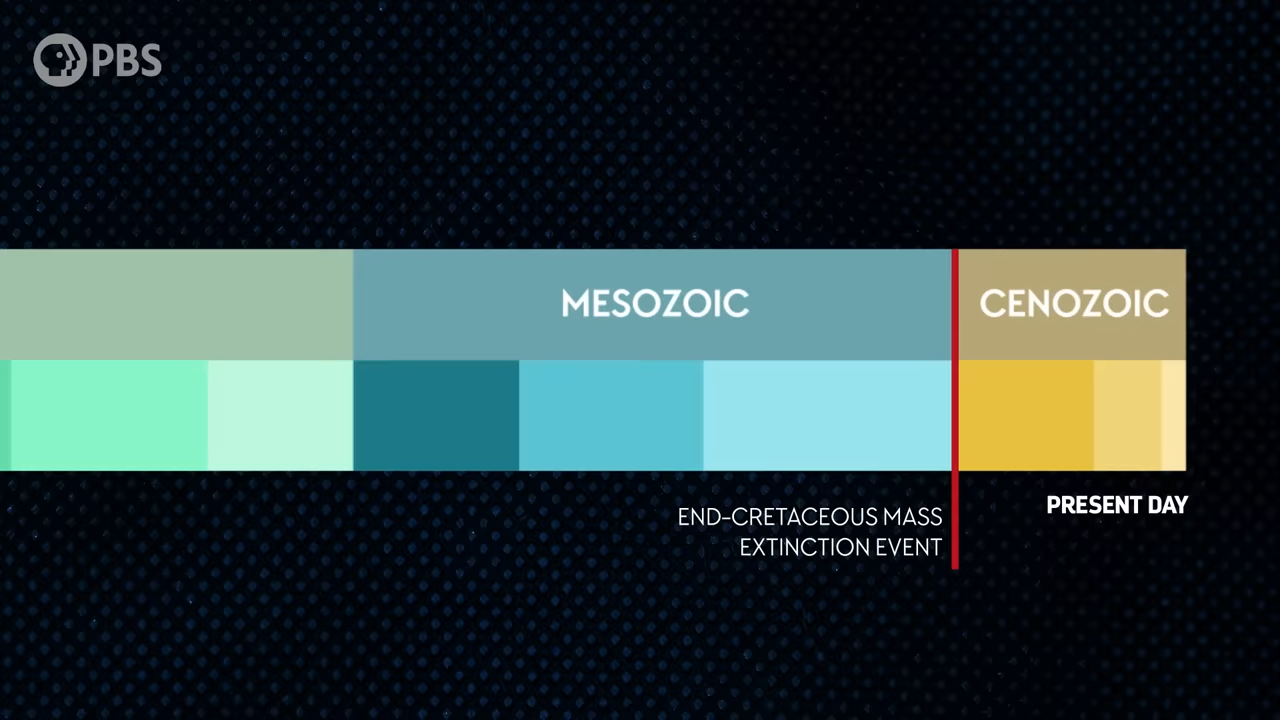 PBS
MESOZOIC
CENOZOIC
PRESENT DAY
END-CRETACEOUS MASS
EXTINCTION EVENT